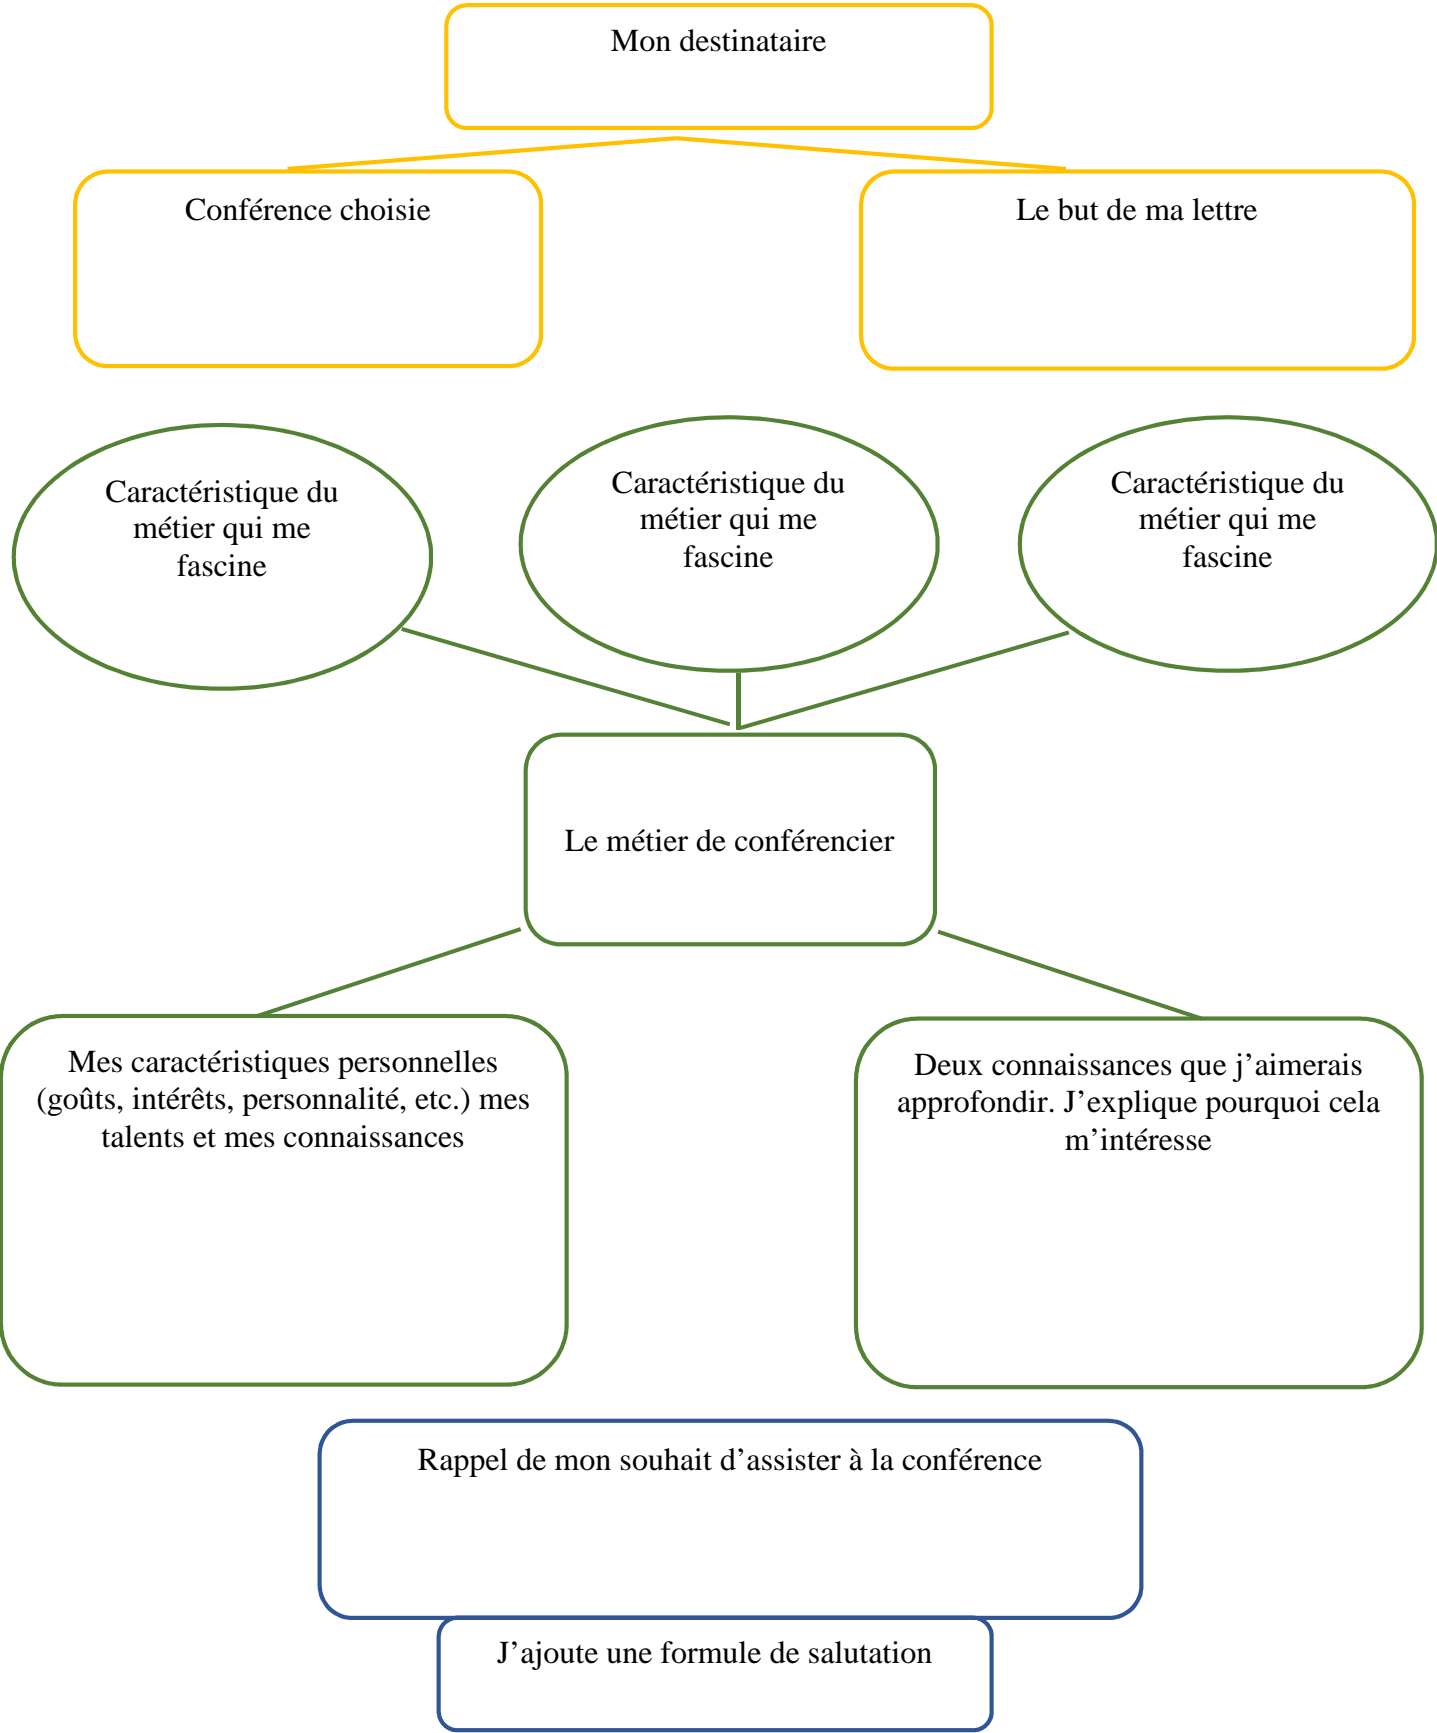 Mon destinataire
Conférence choisie
Le but de ma lettre
Caractéristique du
métier qui me
fascine
Caractéristique du
métier qui me
fascine
Caractéristique du
métier qui me
fascine
Le métier de conférencier
Mes caractéristiques personnelles
(goûts, intérêts, personnalité, etc.) mes
talents et mes connaissances
Deux connaissances que j’aimerais
approfondir. J’explique pourquoi cela
m’intéresse
Rappel de mon souhait d’assister à la conférence
J’ajoute une formule de salutation